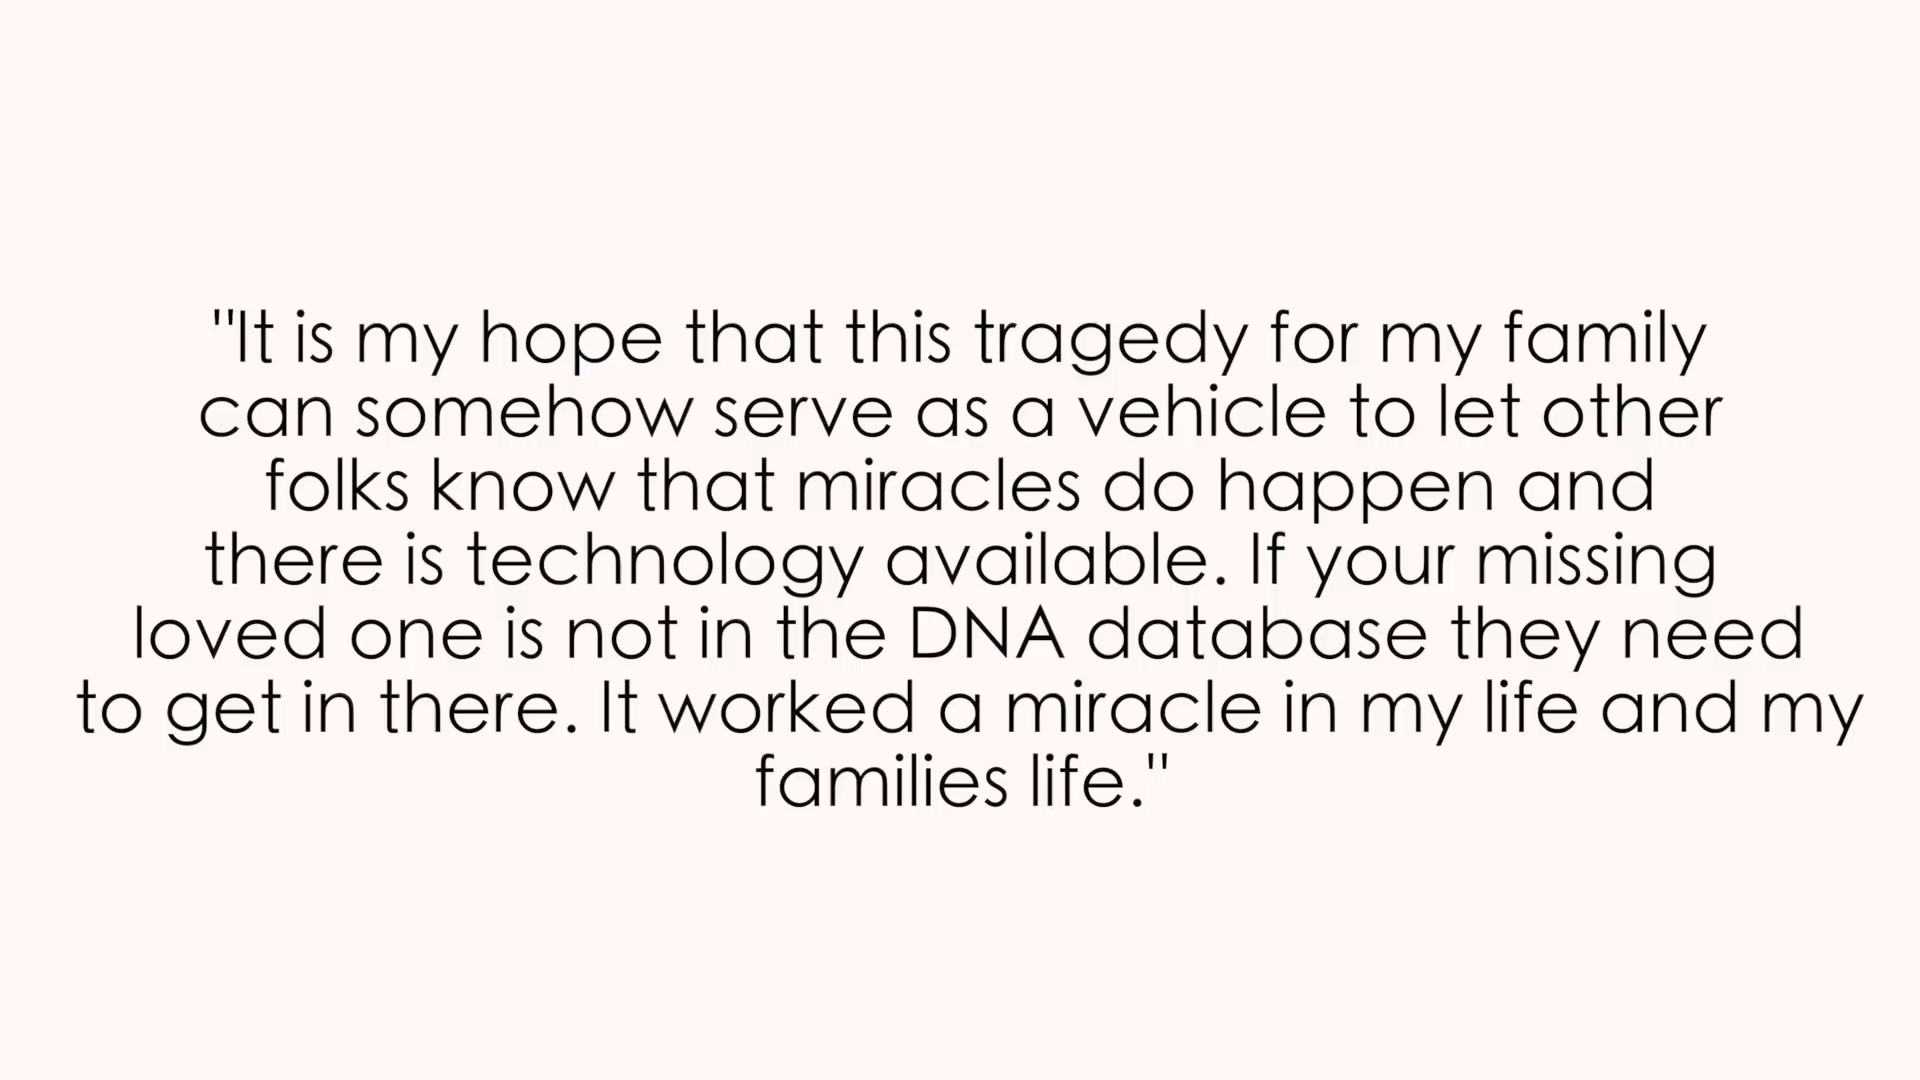 "It is my hope that this tragedy for my family
can somehow serve as a vehicle to let other
folks know that miracles do happen and
there is technology available. If your missing
loved one is not in the DNA database they need
to get in there. It worked a miracle in my life and my
families life."